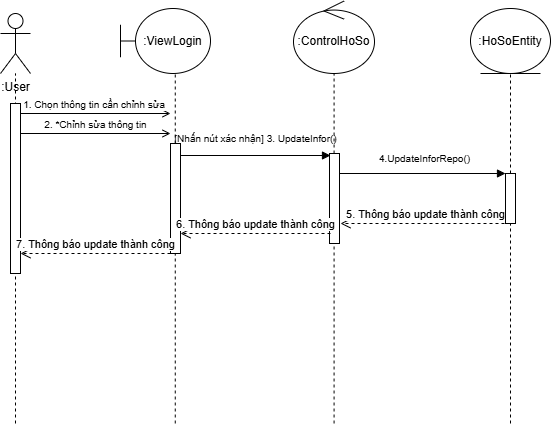 :ViewLogin
:ControlHoSo
:HoSoEntity
:User
1. Chọn thông tin cần chỉnh sửa
2. *Chỉnh sửa thông tin
[Nhấn nút xác nhận] 3. UpdateInfor()
4.UpdateInforRepo()
5. Thông báo update thành công
6. Thông báo update thành công
7. Thông báo update thành công